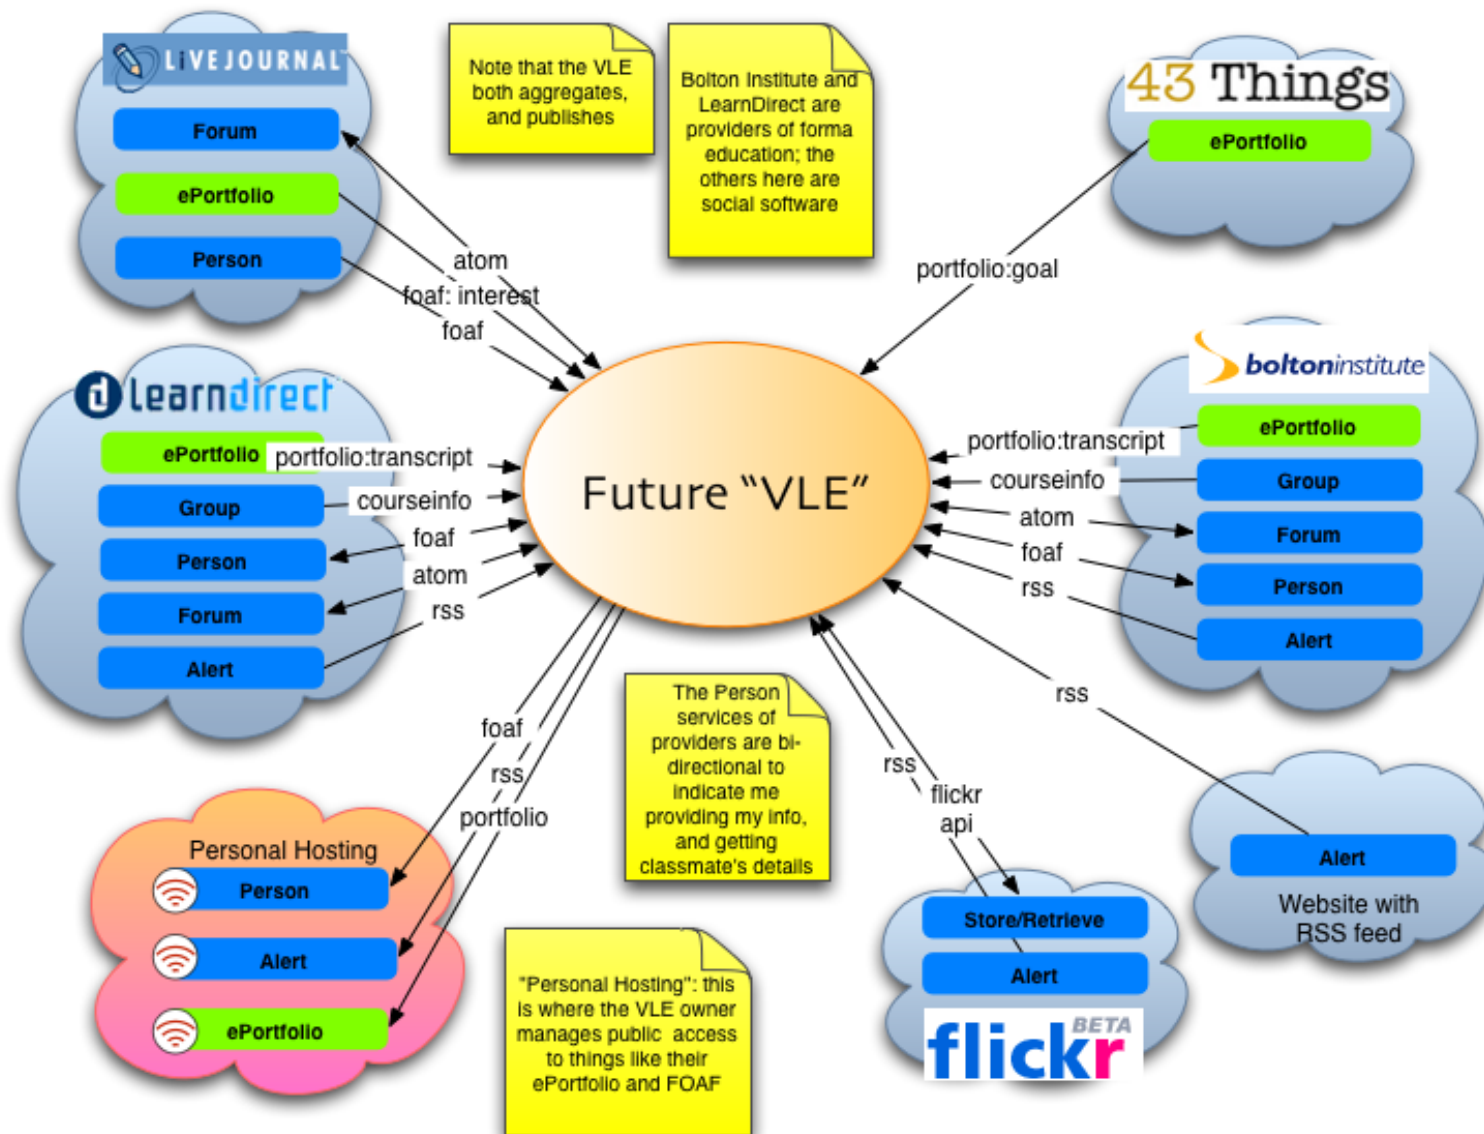 LiVEJOURNAL
Forum
ePortfolio
Person
Note that the VLE
both aggregates,
and publishes
Bolton Institute and
LearnDirect are
providers of forma
education; the
others here are
social software
43 Things
ePortfolio
atom
foaf: interest
foaf
portfolio:goal
learndirect
ePortfolio
Group
Person
Forum
Alert
portfolio:transcript
courseinfo
foaf
atom
rss
Future “VLE”
portfolio:transcript
courseinfo
atom
foaf
rss
boltoninstitute
ePortfolio
Group
Forum
Person
Alert
foaf
rss
portfolio
The Person
services of
providers are bi-
directional to
indicate me
providing my info,
and getting
classmate's details
rss
flickr
api
rss
Personal Hosting
Person
Alert
ePortfolio
"Personal Hosting": this
is where the VLE owner
manages public access
to things like their
ePortfolio and FOAF
Store/Retrieve
Alert
flickr
BETA
Alert
Website with
RSS feed